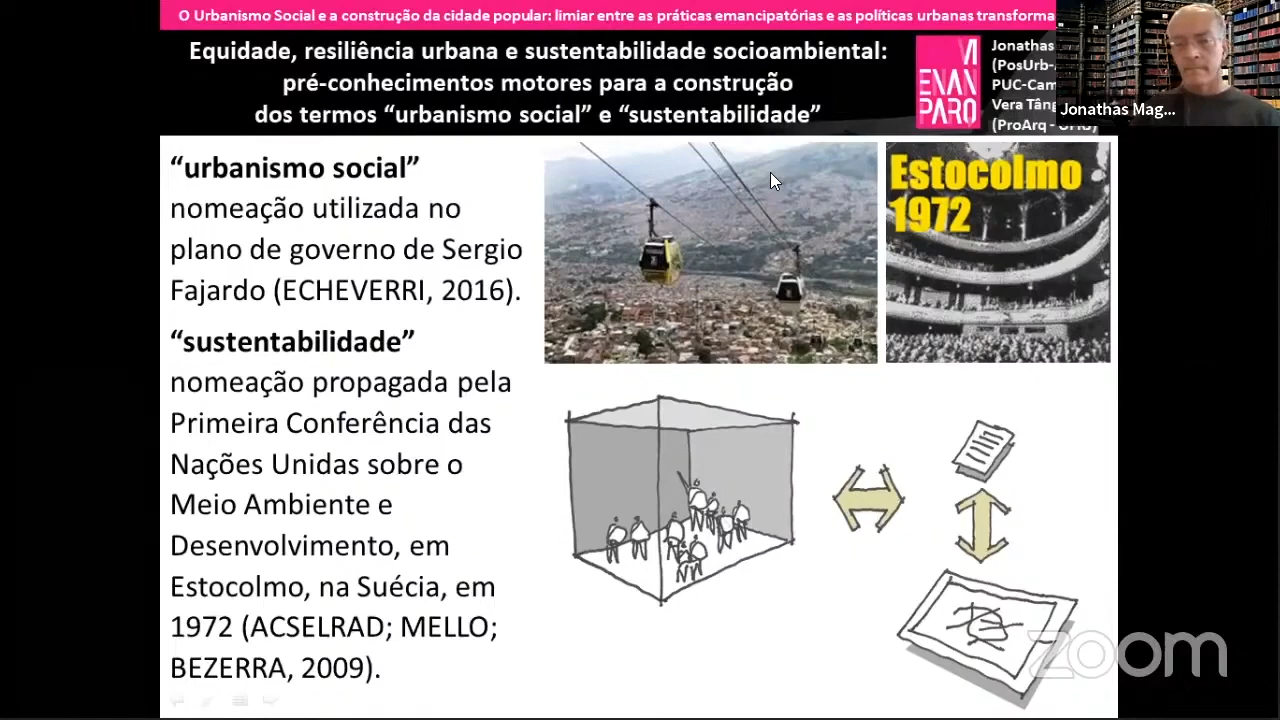 O Urbanismo Social e a construção da cidade popular: limiar entre as práticas emancipatórias e as políticas urbanas transforma
Equidade, resiliência urbana e sustentabilidade socioambiental:
pré-conhecimentos motores para a construção
dos termos “urbanismo social” e “sustentabilidade”
VI
ENAN
PARQ
Jonathas
(PosUrb-
PUC-Cam
Vera Tâng
(ProArq -
Jonathas Mag...
“urbanismo social”
nomeação utilizada no
plano de governo de Sergio
Fajardo (ECHEVERRI, 2016).
“sustentabilidade”
nomeação propagada pela
Primeira Conferência das
Nações Unidas sobre o
Meio Ambiente e
Desenvolvimento, em
Estocolmo, na Suécia, em
1972 (ACSELRAD; MELLO;
BEZERRA, 2009).
Estocolmo
1972
zoom